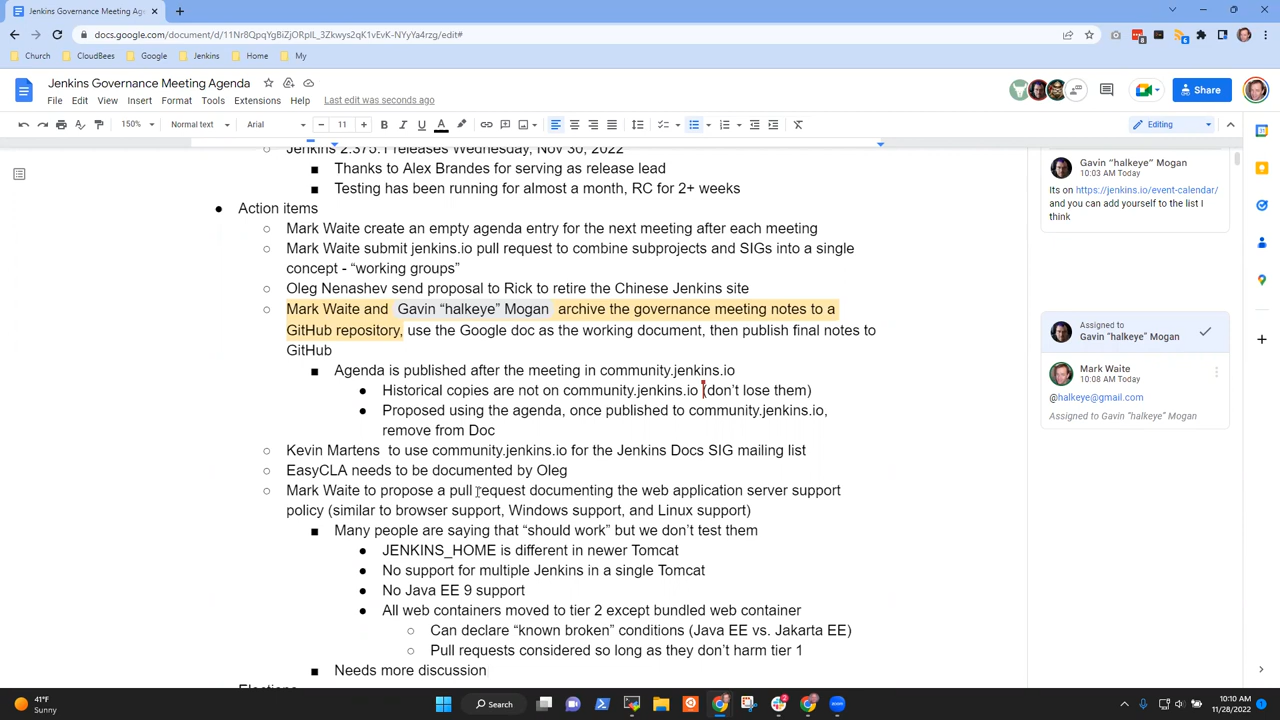 Jenkins Governance Meeting Agenda
docs.google.com/document/d/11Nr8QpqYgBiZjORpIL_3Zkwys2qK1vEvK-NYyYa4rzg/edit#
Church
CloudBees
Google
Jenkins
Home
My
Jenkins Governance Meeting Agenda
File Edit View Insert Format Tools Extensions Help Last edit was seconds ago
Share
150% Normal text Arial 11 Editing
Jenkins 2.375.1 releases Wednesday, Nov 30, 2022
Thanks to Alex Brandes for serving as release lead
Testing has been running for almost a month, RC for 2+ weeks
Action items
Mark Waite create an empty agenda entry for the next meeting after each meeting
Mark Waite submit jenkins.io pull request to combine subprojects and SIGs into a single
concept - “working groups”
Oleg Nenashev send proposal to Rick to retire the Chinese Jenkins site
Mark Waite and Gavin “halkeye” Mogan archive the governance meeting notes to a
GitHub repository, use the Google doc as the working document, then publish final notes to
GitHub
Agenda is published after the meeting in community.jenkins.io
Historical copies are not on community.jenkins.io (don’t lose them)
Proposed using the agenda, once published to community.jenkins.io,
remove from Doc
Kevin Martens to use community.jenkins.io for the Jenkins Docs SIG mailing list
EasyCLA needs to be documented by Oleg
Mark Waite to propose a pull request documenting the web application server support
policy (similar to browser support, Windows support, and Linux support)
Many people are saying that “should work” but we don’t test them
JENKINS_HOME is different in newer Tomcat
No support for multiple Jenkins in a single Tomcat
No Java EE 9 support
All web containers moved to tier 2 except bundled web container
Can declare “known broken” conditions (Java EE vs. Jakarta EE)
Pull requests considered so long as they don’t harm tier 1
Needs more discussion
Elections
Gavin “halkeye” Mogan
10:03 AM Today
Its on https://jenkins.io/event-calendar/
and you can add yourself to the list I
think
Assigned to
Gavin “halkeye” Mogan
Mark Waite
10:08 AM Today
@halkeye@gmail.com
Assigned to Gavin “halkeye” Mogan
41°F
Sunny
Search
10:10 AM
11/28/2022